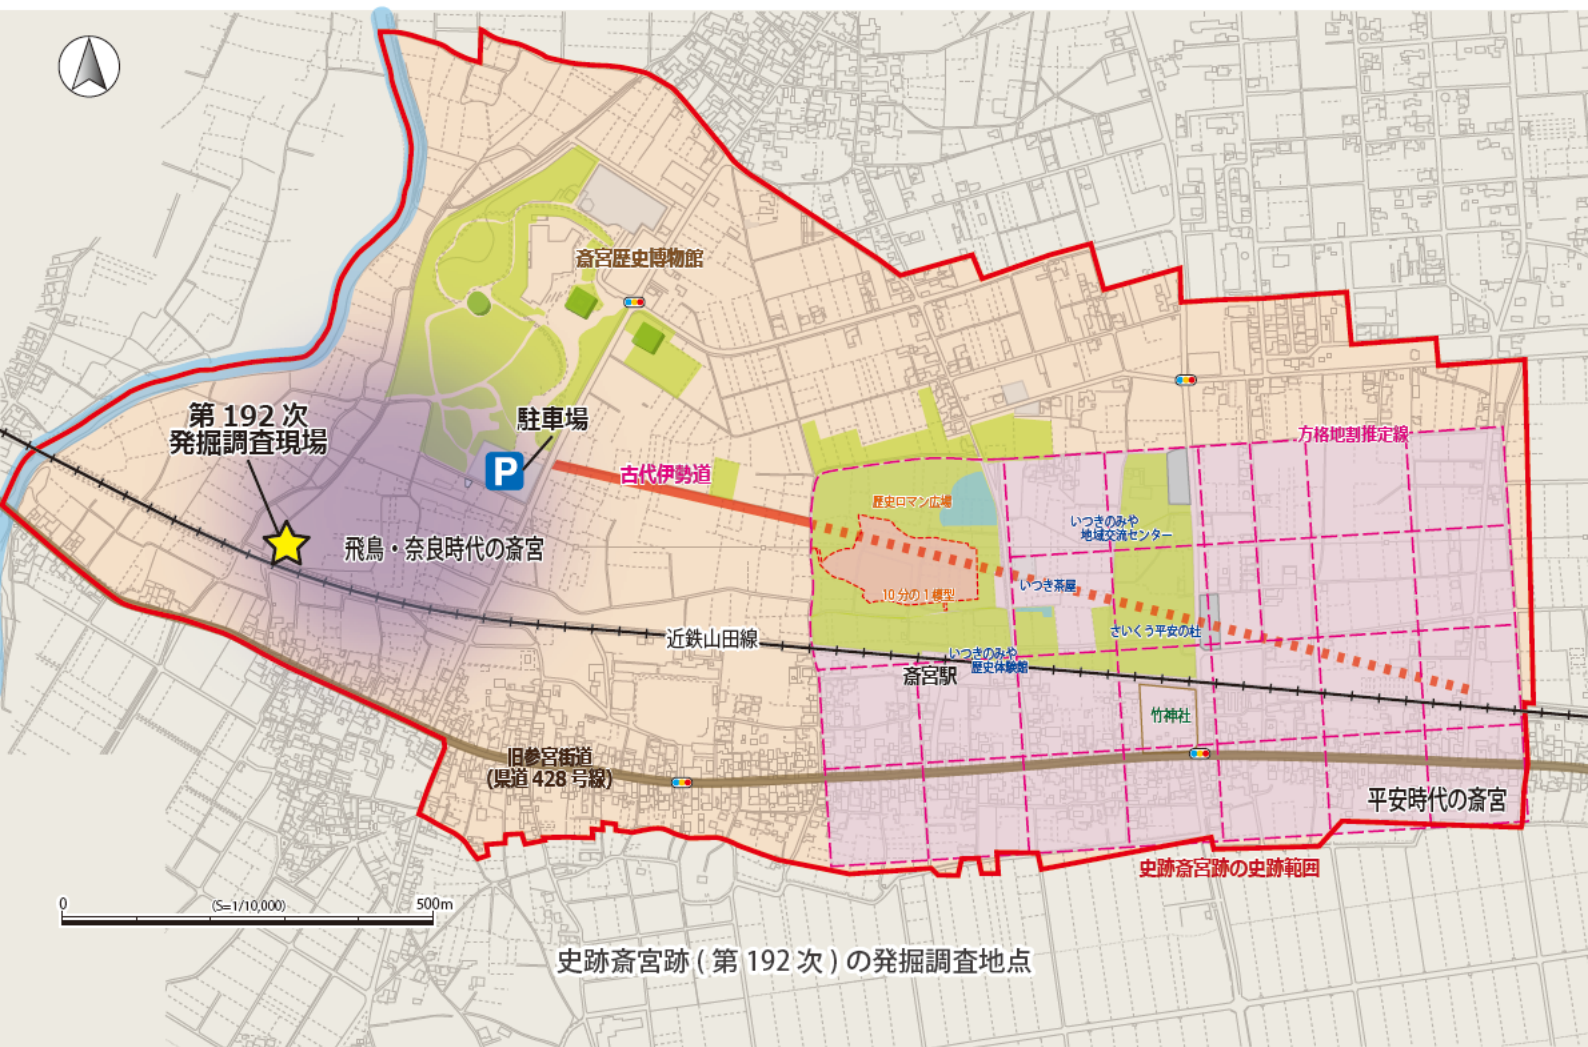 斎宮歴史博物館
第 192 次
発掘調査現場
駐車場
P
古代伊勢道
方格地割推定線
歴史ロマン広場
いつきのみや
地域交流センター
飛鳥・奈良時代の斎宮
10 分の 1 模型
いつき茶屋
さいくう平安の杜
近鉄山田線
いつきのみや
歴史体験館
斎宮駅
竹神社
旧参宮街道
(県道 428 号線)
平安時代の斎宮
史跡斎宮跡の史跡範囲
0
(S=1/10,000)
500m
史跡斎宮跡 ( 第 192 次 ) の発掘調査地点